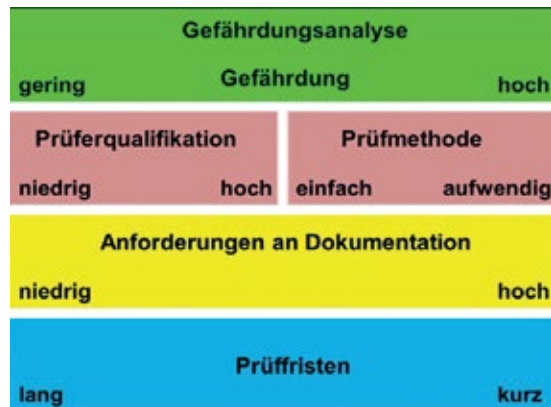 Gefährdungsanalyse
gering Gefährdung hoch
Prüferqualifikation
niedrig hoch
Prüfmethode
einfach aufwendig
Anforderungen an Dokumentation
niedrig hoch
Prüffristen
lang kurz